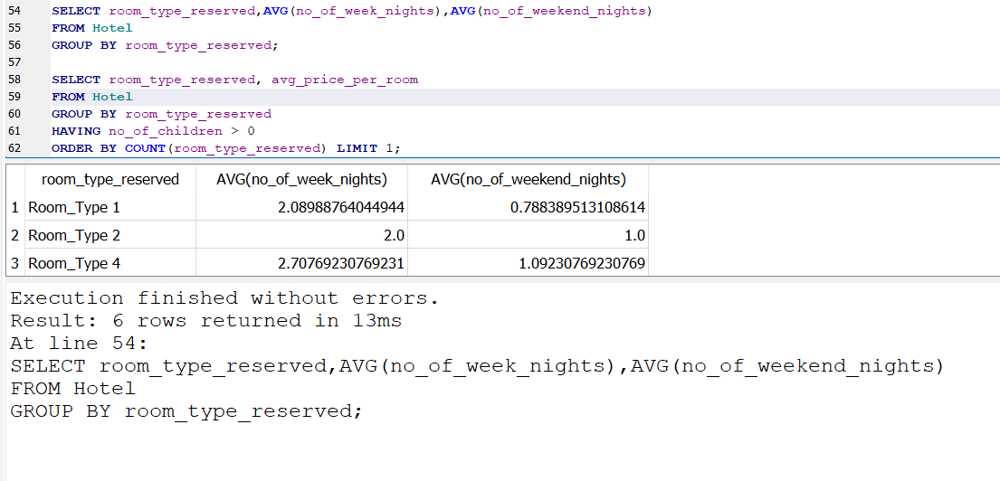 54 SELECT room_type_reserved,AVG(no_of_week_nights),AVG(no_of_weekend_nights)
55 FROM Hotel
56 GROUP BY room_type_reserved;
57
58 SELECT room_type_reserved, avg_price_per_room
59 FROM Hotel
60 GROUP BY room_type_reserved
61 HAVING no_of_children > 0
62 ORDER BY COUNT(room_type_reserved) LIMIT 1;
room_type_reserved AVG(no_of_week_nights) AVG(no_of_weekend_nights)
1 Room_Type 1 2.08988764044944 0.788389513108614
2 Room_Type 2 2.0 1.0
3 Room_Type 4 2.70769230769231 1.09230769230769
Execution finished without errors.
Result: 6 rows returned in 13ms
At line 54:
SELECT room_type_reserved,AVG(no_of_week_nights),AVG(no_of_weekend_nights)
FROM Hotel
GROUP BY room_type_reserved;